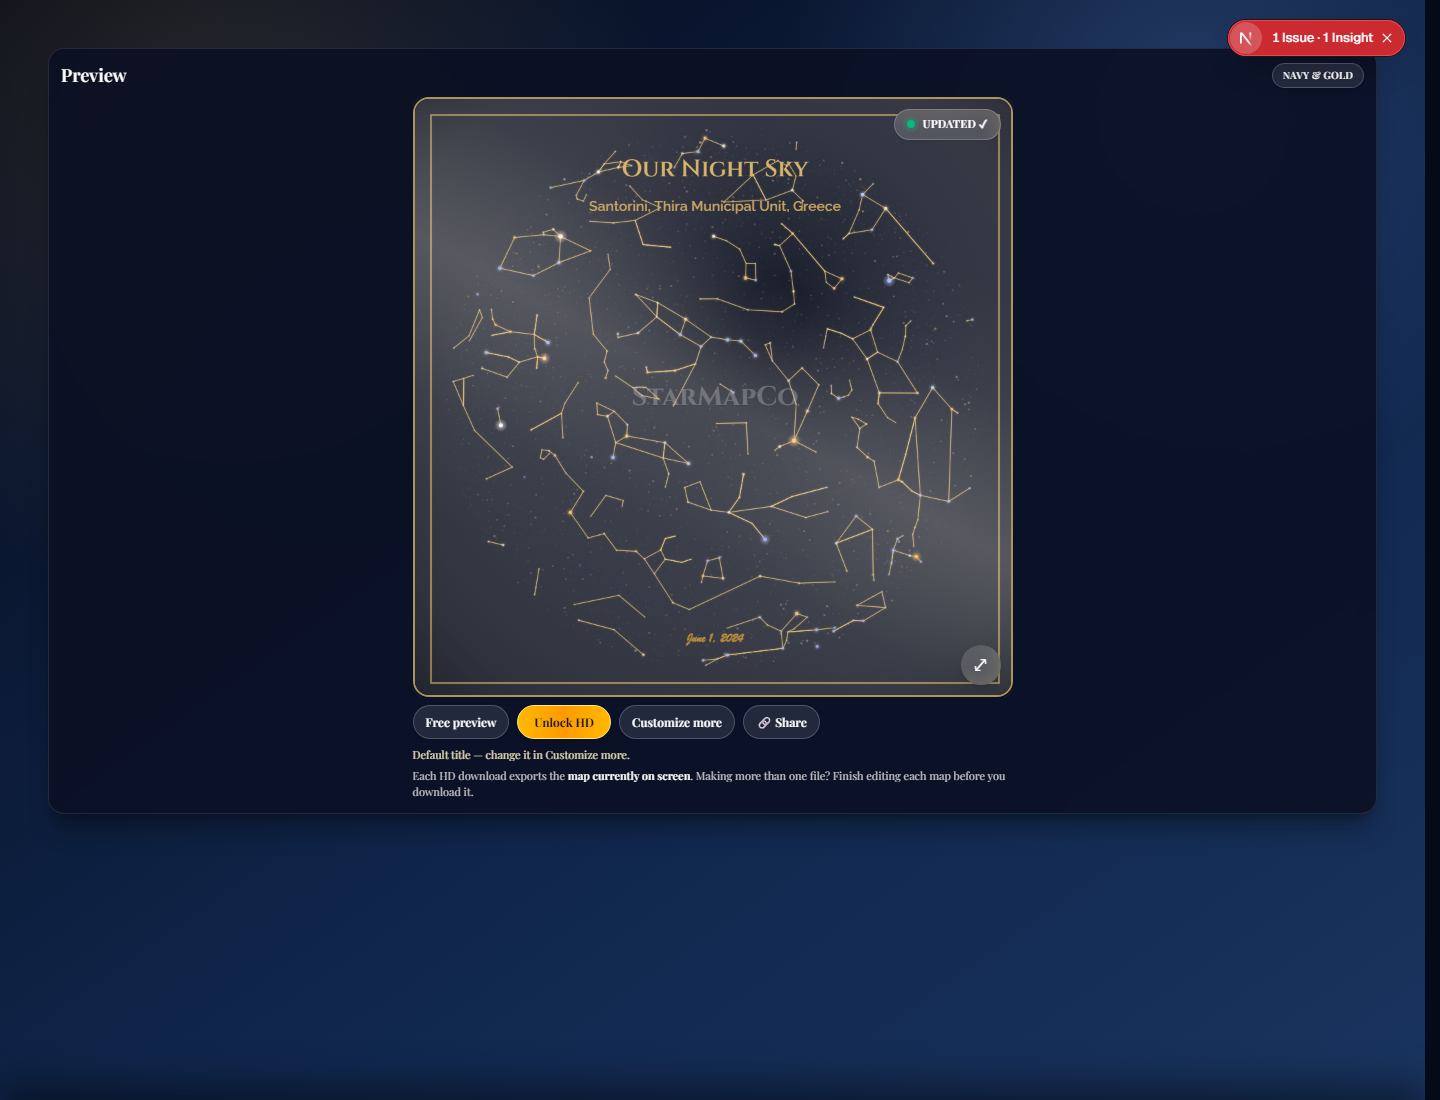 1 Issue · 1 Insight
Preview
NAVY & GOLD
UPDATED ✓
Our Night Sky
Santorini, Thira Municipal Unit, Greece
StarMapCo
June 1, 2024
Free preview
Unlock HD
Customize more
Share
Default title — change it in Customize more.
Each HD download exports the map currently on screen. Making more than one file? Finish editing each map before you
download it.